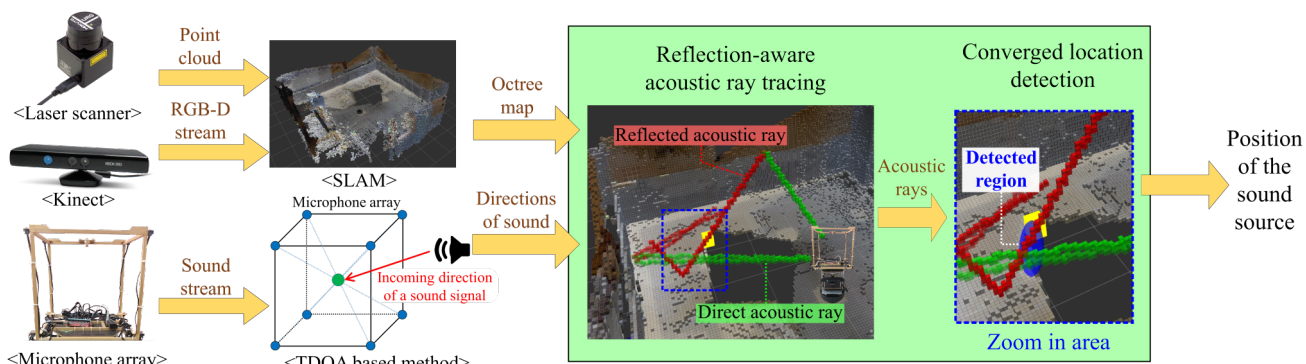 Point
cloud
<Laser scanner>
RGB-D
stream
<Kinect>
XBOX 360
Sound
stream
<Microphone array>
<SLAM>
Microphone array
Incoming direction
of a sound signal
<TDOA based method>
Octree
map
Directions
of sound
Reflection-aware
acoustic ray tracing
Reflected acoustic ray
Direct acoustic ray
Acoustic
rays
Converged location
detection
Detected
region
Zoom in area
Position
of the
sound
source